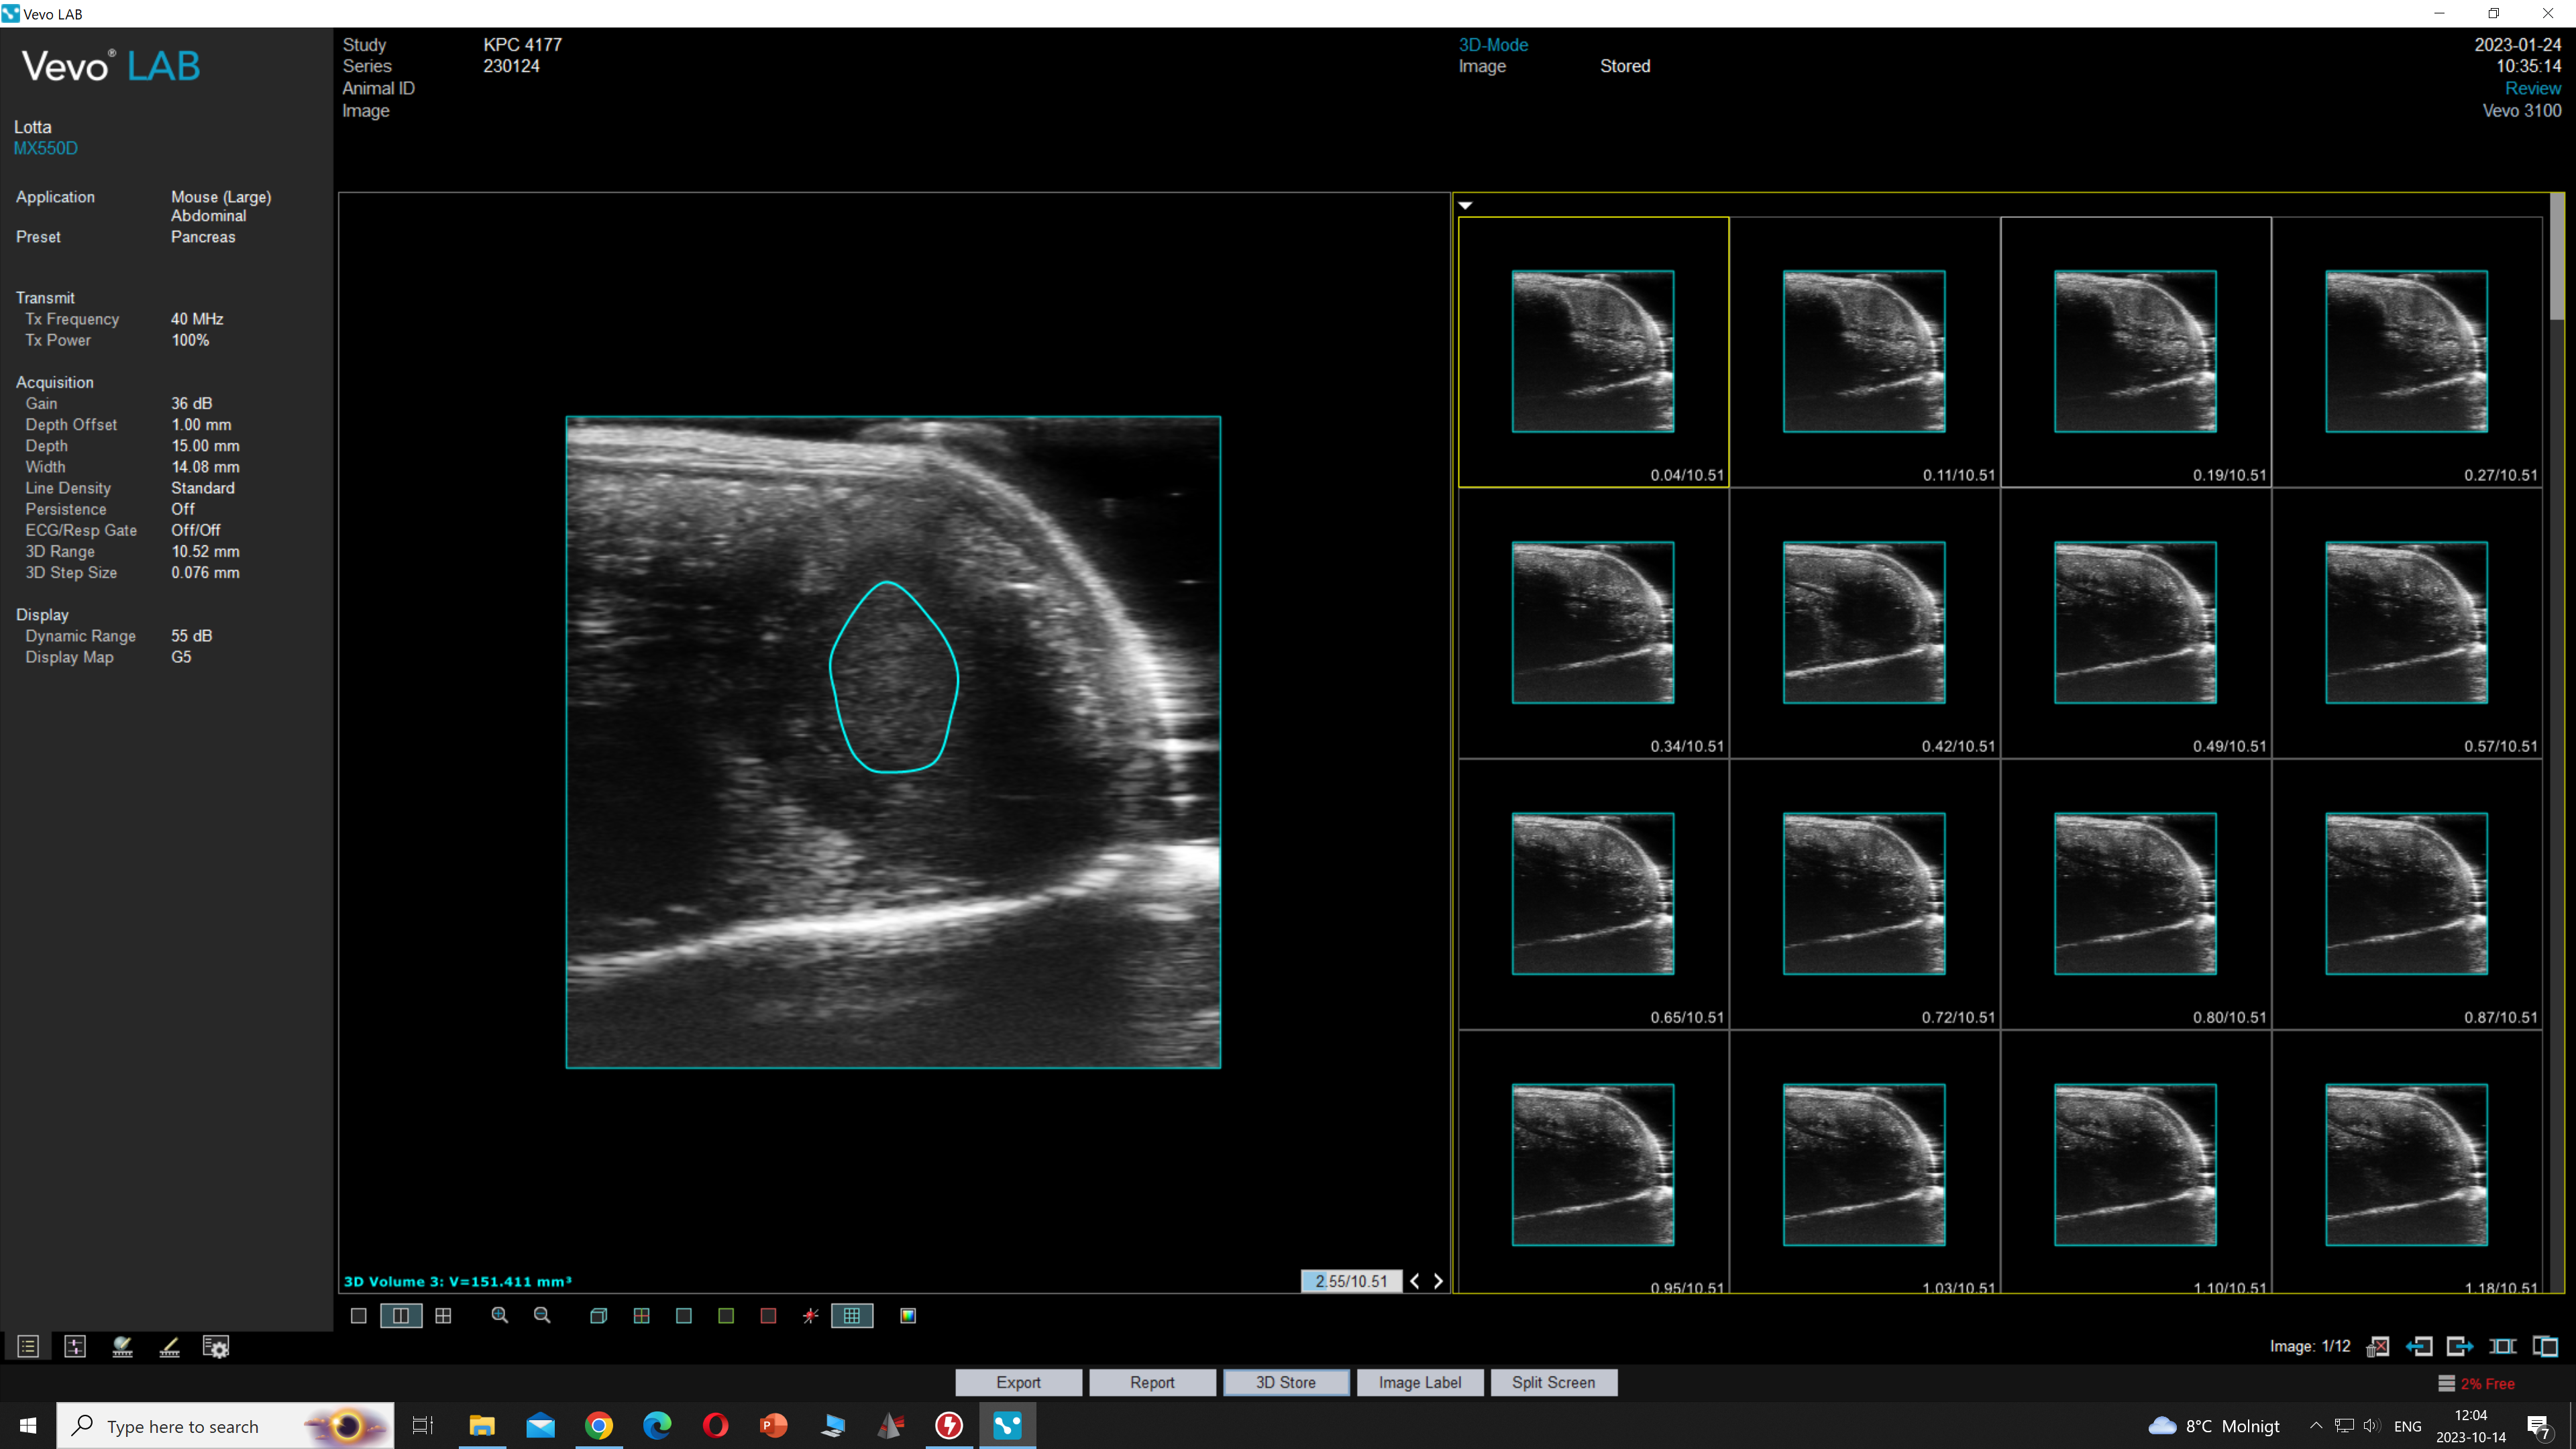 Vevo LAB
Vevo® LAB
Lotta
MX550D
Application Mouse (Large)
Abdominal
Preset Pancreas
Transmit
Tx Frequency 40 MHz
Tx Power 100%
Acquisition
Gain 36 dB
Depth Offset 1.00 mm
Depth 15.00 mm
Width 14.08 mm
Line Density Standard
Persistence Off
ECG/Resp Gate Off/Off
3D Range 10.52 mm
3D Step Size 0.076 mm
Display
Dynamic Range 55 dB
Display Map G5
Study KPC 4177
Series 230124
Animal ID
Image
3D-Mode
Image Stored
2023-01-24
10:35:14
Review
Vevo 3100
0.04/10.51 0.11/10.51 0.19/10.51 0.27/10.51
0.34/10.51 0.42/10.51 0.49/10.51 0.57/10.51
0.65/10.51 0.72/10.51 0.80/10.51 0.87/10.51
0.95/10.51 1.03/10.51 1.10/10.51 1.18/10.51
3D Volume 3: V=151.411 mm³
2.55/10.51
Image: 1/12
Export Report 3D Store Image Label Split Screen
2% Free
Type here to search
P
8°C Molnigt
ENG
12:04
2023-10-14
7